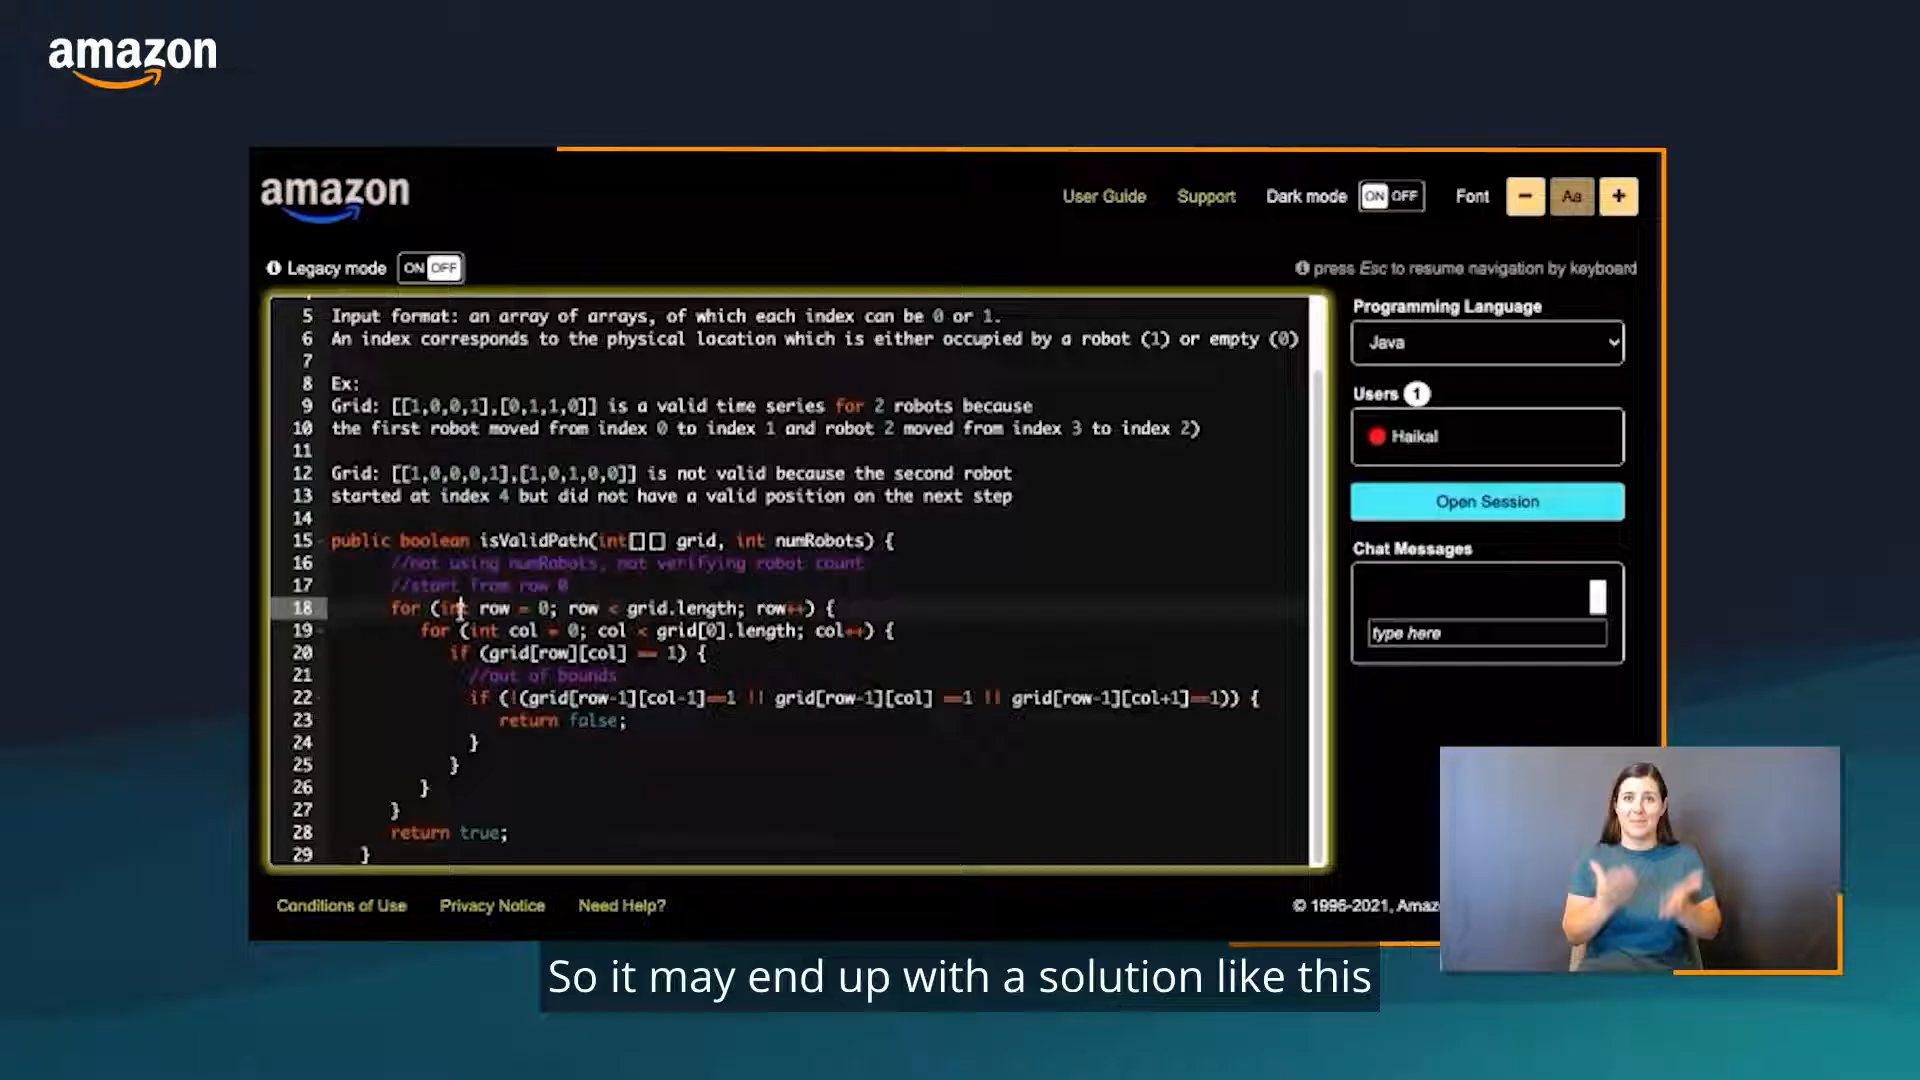 amazon
amazon
User Guide
Support
Dark mode
ON OFF
Font
-
Aa
+
Legacy mode
ON OFF
press Esc to resume navigation by keyboard
5 Input format: an array of arrays, of which each index can be 0 or 1.
6 An index corresponds to the physical location which is either occupied by a robot (1) or empty (0)
7
8 Ex:
9 Grid: [[1,0,0,1],[0,1,1,0]] is a valid time series for 2 robots because
10 the first robot moved from index 0 to index 1 and robot 2 moved from index 3 to index 2)
11
12 Grid: [[1,0,0,0,1],[1,0,1,0,0]] is not valid because the second robot
13 started at index 4 but did not have a valid position on the next step
14
15 public boolean isValidPath(int[][] grid, int numRobots) {
16 //not using numRobots, not verifying robot count
17 //start from row 0
18 for (int row = 0; row < grid.length; row++) {
19 for (int col = 0; col < grid[0].length; col++) {
20 if (grid[row][col] == 1) {
21 //out of bounds
22 if (!(grid[row-1][col-1]==1 || grid[row-1][col] ==1 || grid[row-1][col+1]==1)) {
23 return false;
24 }
25 }
26 }
27 }
28 return true;
29 }
Programming Language
Java
Users 1
Haikal
Open Session
Chat Messages
type here
Conditions of Use
Privacy Notice
Need Help?
© 1996-2021, Amaz
So it may end up with a solution like this